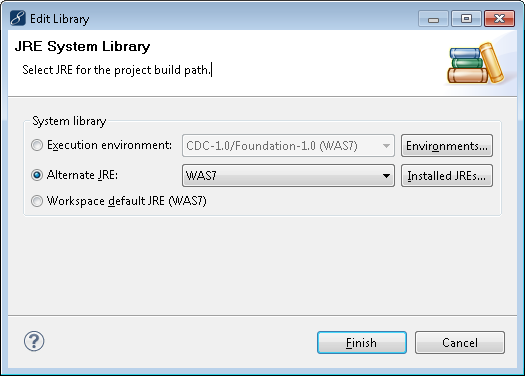 Edit Library
JRE System Library
Select JRE for the project build path.
System library
Execution environment: CDC-1.0/Foundation-1.0 (WAS7) Environments...
Alternate JRE: WAS7 Installed JREs...
Workspace default JRE (WAS7)
? Finish Cancel